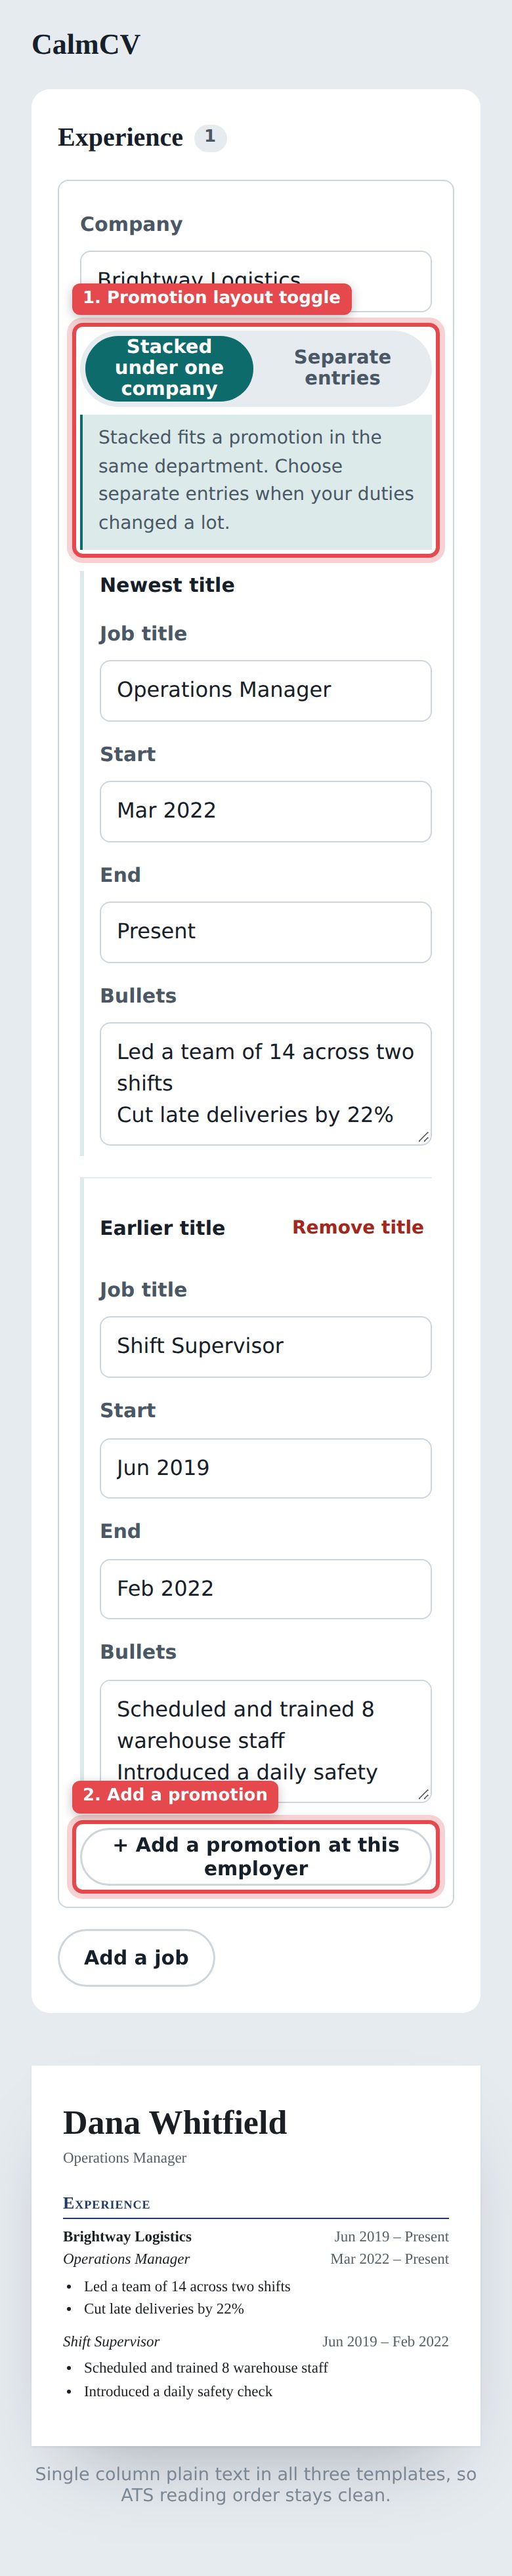 CalmCV
Experience 1
Company
Brightway Logistics
1. Promotion layout toggle
Stacked
under one
company
Separate
entries
Stacked fits a promotion in the
same department. Choose
separate entries when your duties
changed a lot.
Newest title
Job title
Operations Manager
Start
Mar 2022
End
Present
Bullets
Led a team of 14 across two
shifts
Cut late deliveries by 22%
Earlier title Remove title
Job title
Shift Supervisor
Start
Jun 2019
End
Feb 2022
Bullets
Scheduled and trained 8
warehouse staff
Introduced a daily safety
2. Add a promotion
+ Add a promotion at this
employer
Add a job
Dana Whitfield
Operations Manager
Experience
Brightway Logistics Jun 2019 – Present
Operations Manager Mar 2022 – Present
• Led a team of 14 across two shifts
• Cut late deliveries by 22%
Shift Supervisor Jun 2019 – Feb 2022
• Scheduled and trained 8 warehouse staff
• Introduced a daily safety check
Single column plain text in all three templates, so
ATS reading order stays clean.